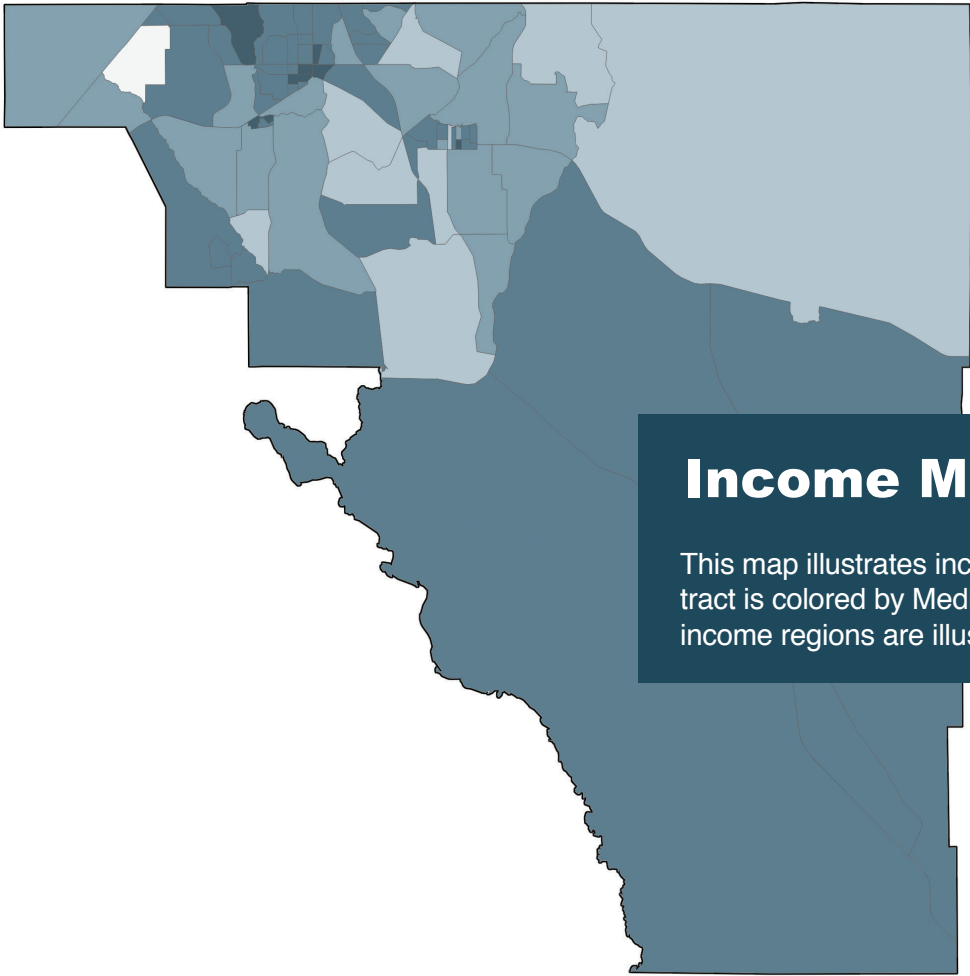 Income M
This map illustrates inc
tract is colored by Med
income regions are illus